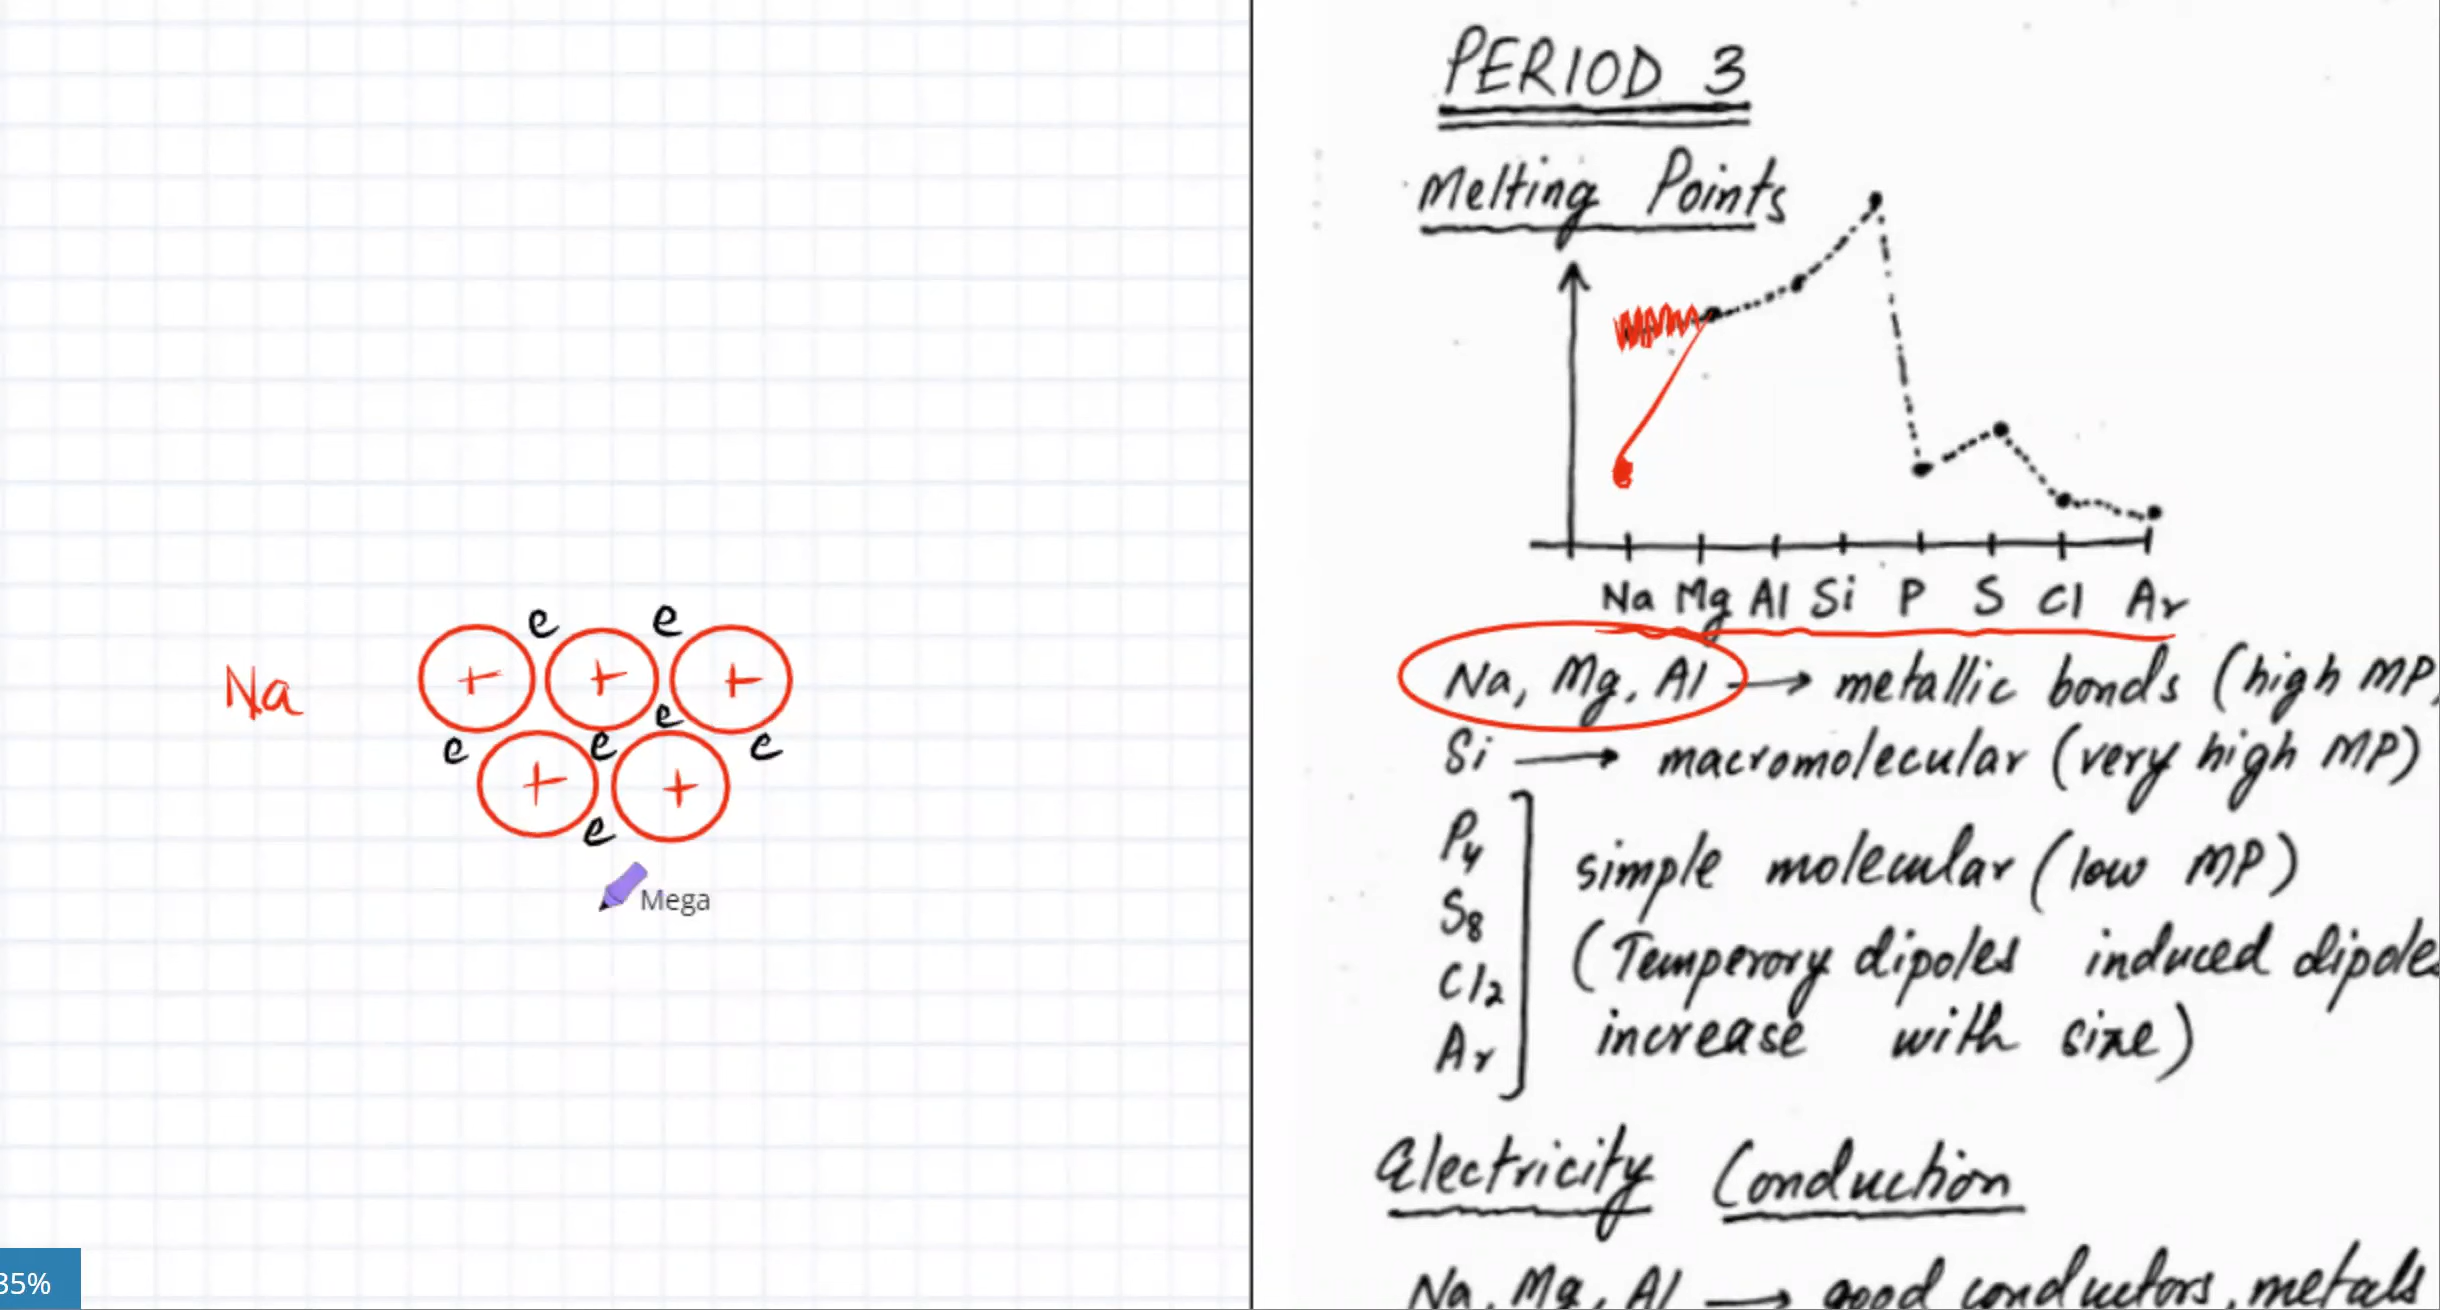 e e
+ + +
Na
e e e e
+ +
e
Mega
35%
PERIOD 3
Melting Points
Na Mg Al Si P S Cl Ar
Na, Mg, Al → metallic bonds (high MP,
Si → macromolecular (very high MP)
P4
simple molecular (low MP)
S8
(Temperory dipoles induced dipoles
Cl2
increase with size)
Ar
Electricity Conduction
Na, Mg, Al → good conductors, metals